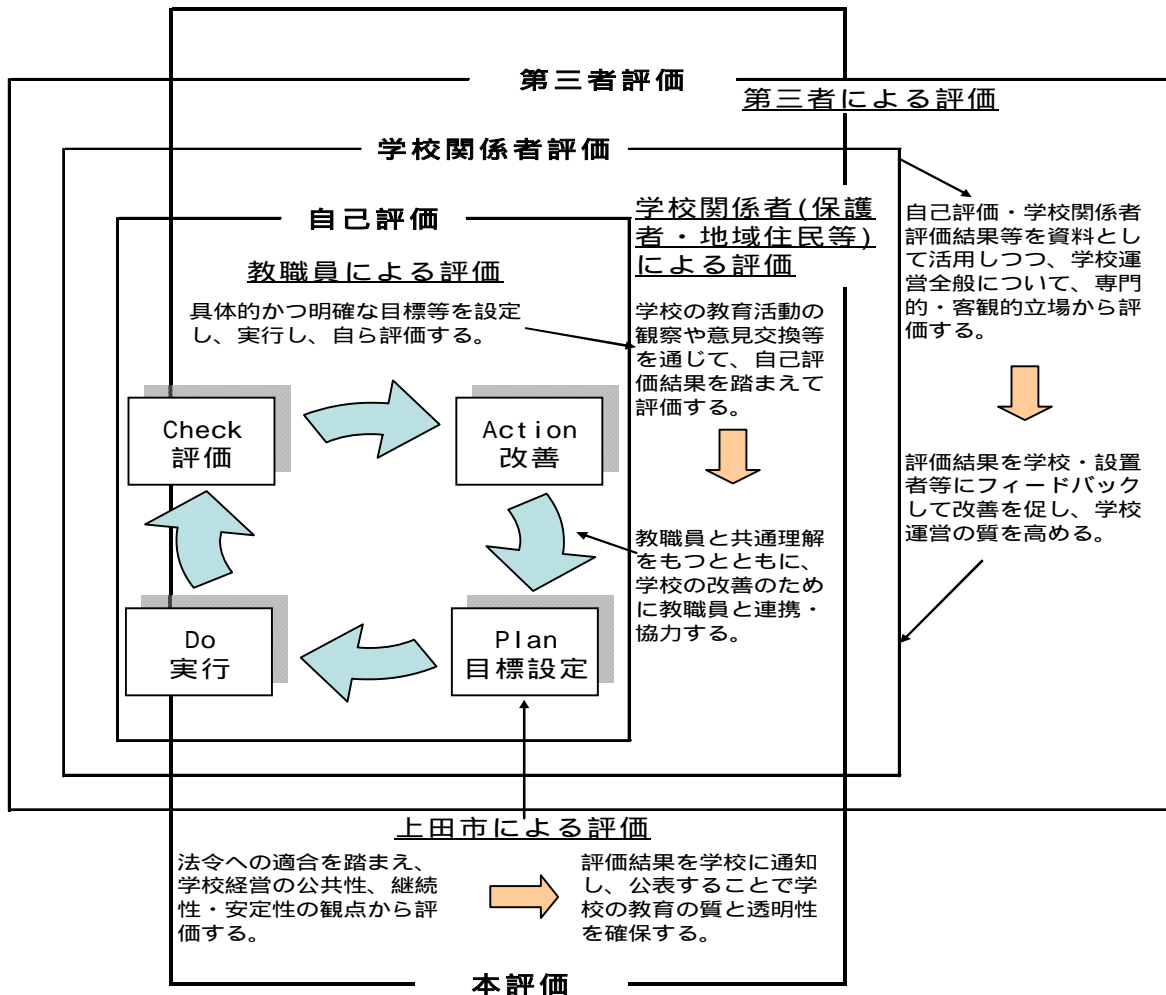 第三者評価
第三者による評価
学校関係者評価
自己評価
教職員による評価
具体的かつ明確な目標等を設定
し、実行し、自ら評価する。
学校関係者(保護
者・地域住民等)
による評価
学校の教育活動の
観察や意見交換等
を通じて、自己評
価結果を踏まえて
評価する。
自己評価・学校関係者
評価結果等を資料とし
て活用しつつ、学校運
営全般について、専門
的・客観的立場から評
価する。
Check
評価
Action
改善
教職員と共通理解
をもつとともに、
学校の改善のため
に教職員と連携・
協力する。
評価結果を学校・設置
者等にフィードバック
して改善を促し、学校
運営の質を高める。
Do
実行
Plan
目標設定
上田市による評価
法令への適合を踏まえ、
学校経営の公共性、継続
性・安定性の観点から評
価する。
評価結果を学校に通知
し、公表することで学
校の教育の質と透明性
を確保する。
本評価